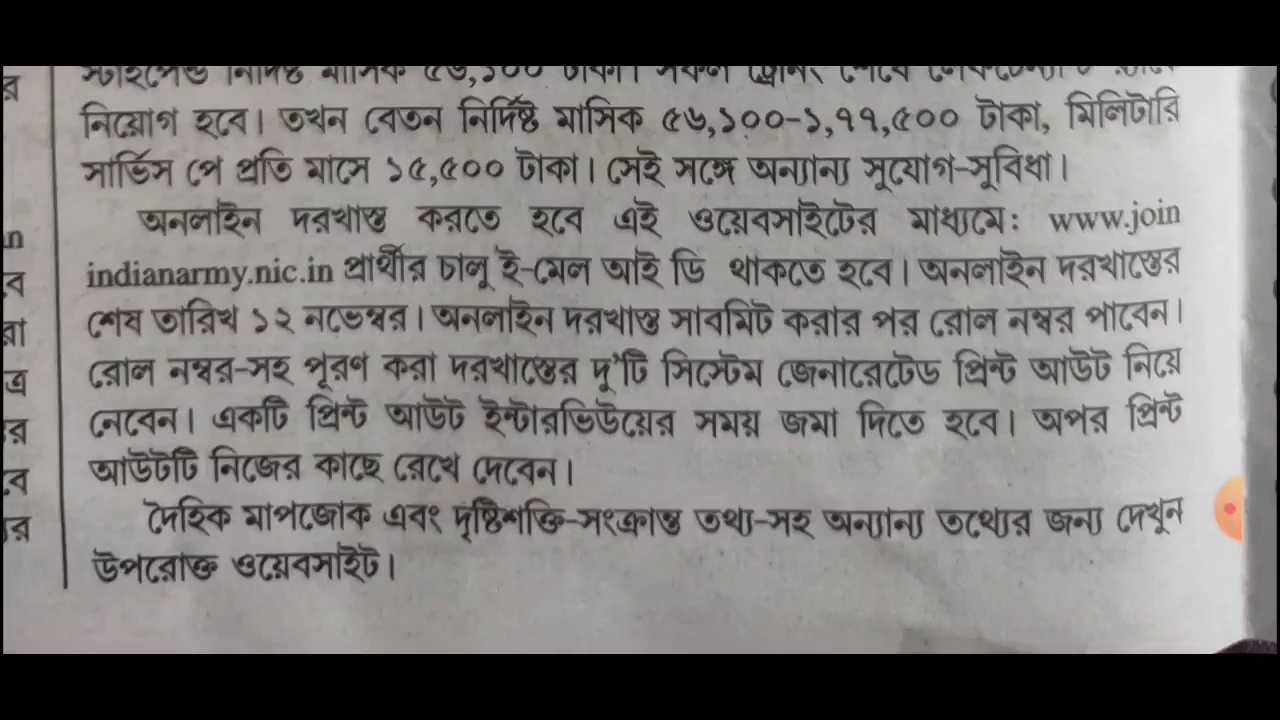 নিয়োগ হবে। তখন বেতন নির্দিষ্ট মাসিক ৫৬,১০০-১,৭৭,৫০০ টাকা, মিলিটারি
সার্ভিস পে প্রতি মাসে ১৫,৫০০ টাকা। সেই সঙ্গে অন্যান্য সুযোগ-সুবিধা।
অনলাইন দরখাস্ত করতে হবে এই ওয়েবসাইটের মাধ্যমে: www.join
indianarmy.nic.in প্রার্থীর চালু ই-মেল আই ডি থাকতে হবে। অনলাইন দরখাস্তের
শেষ তারিখ ১২ নভেম্বর। অনলাইন দরখাস্ত সাবমিট করার পর রোল নম্বর পাবেন।
রোল নম্বর-সহ পূরণ করা দরখাস্তের দু'টি সিস্টেম জেনারেটেড প্রিন্ট আউট নিয়ে
নেবেন। একটি প্রিন্ট আউট ইন্টারভিউয়ের সময় জমা দিতে হবে। অপর প্রিন্ট
আউটটি নিজের কাছে রেখে দেবেন।
দৈহিক মাপজোক এবং দৃষ্টিশক্তি-সংক্রান্ত তথ্য-সহ অন্যান্য তথ্যের জন্য দেখুন
উপরোক্ত ওয়েবসাইট।